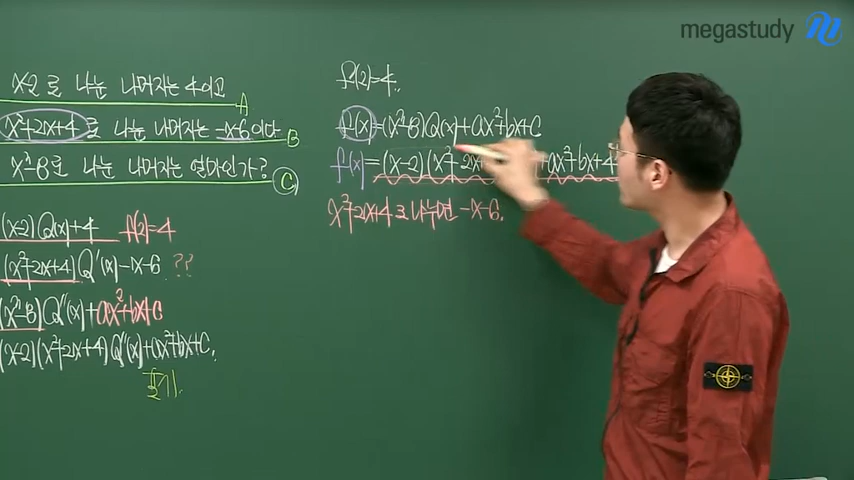 megastudy
x-2로 나눈 나머지는 4이고
A
x²+2x+4로 나눈 나머지는 -x-6이다
B
x³-8로 나눈 나머지는 얼마인가?
C
(x-2)Q(x)+4 f(2)=4
(x²+2x+4)Q'(x)-x-6 ??
(x³-8)Q''(x)+ax²+bx+c
(x-2)(x²+2x+4)Q''(x)+ax²+bx+c.
f(2)=4.
f(x)=(x³-8)Q(x)+ax²+bx+c
f(x)=(x-2)(x²+2x+ +ax²+bx+4
x²+2x+4로 나누면 -x-6.